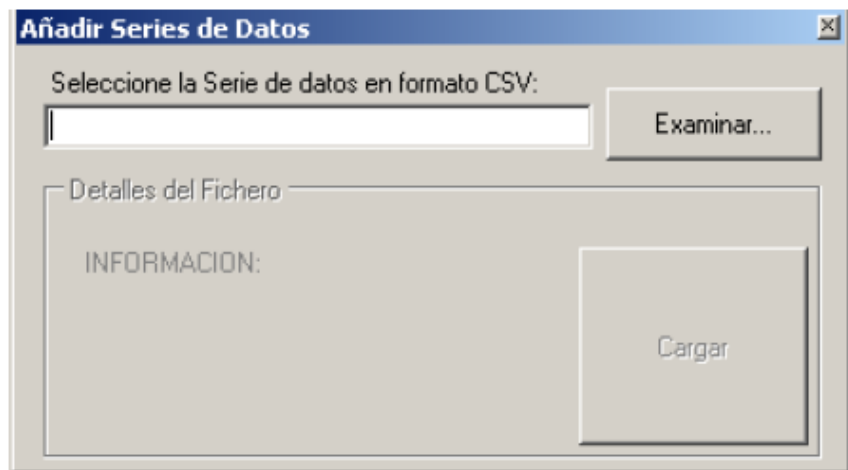 Añadir Series de Datos
Seleccione la Serie de datos en formato CSV:
Examinar...
Detalles del Fichero
INFORMACION:
Cargar